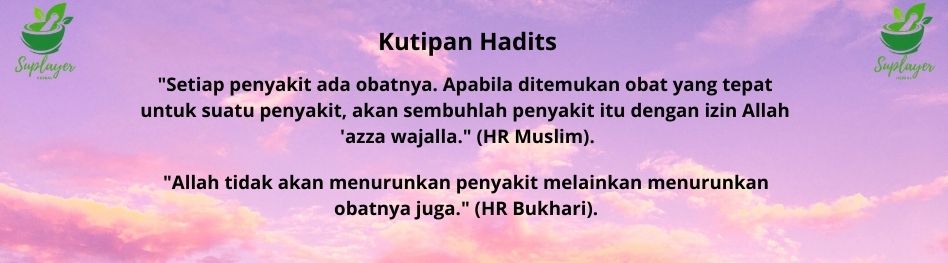 Suplayer
HERBAL
Suplayer
HERBAL
Kutipan Hadits
"Setiap penyakit ada obatnya. Apabila ditemukan obat yang tepat
untuk suatu penyakit, akan sembuhlah penyakit itu dengan izin Allah
'azza wajalla." (HR Muslim).
"Allah tidak akan menurunkan penyakit melainkan menurunkan
obatnya juga." (HR Bukhari).